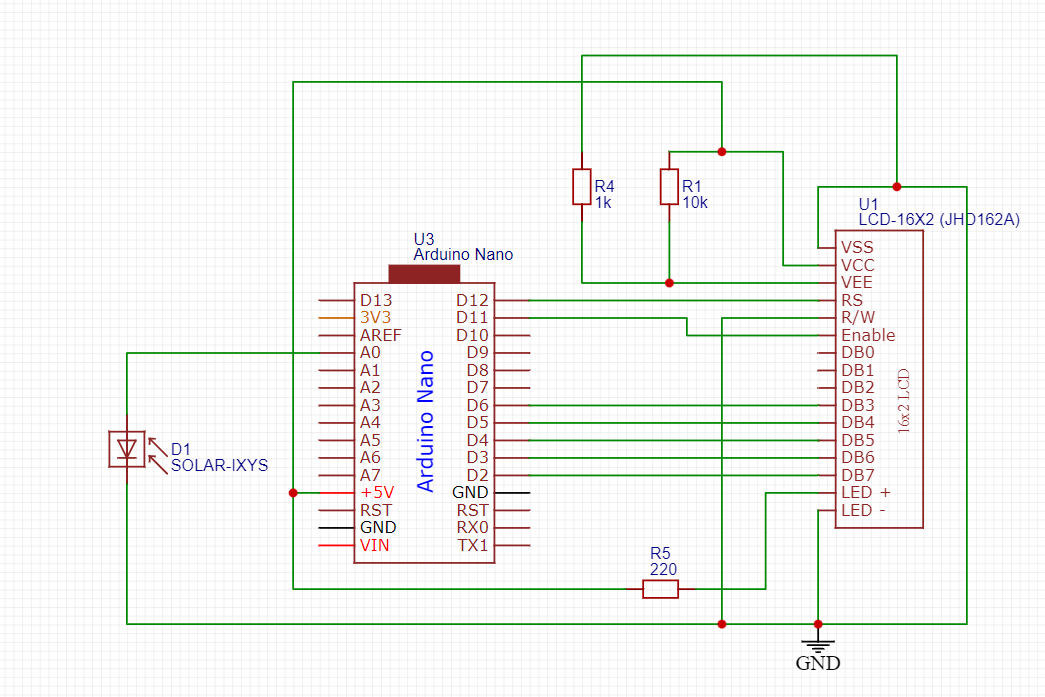 R4
1k
R1
10k
U1
LCD-16X2 (JHD162A)
U3
Arduino Nano
D13
3V3
AREF
A0
A1
A2
A3
A4
A5
A6
A7
+5V
RST
GND
VIN
Arduino Nano
D12
D11
D10
D9
D8
D7
D6
D5
D4
D3
D2
GND
RST
RX0
TX1
VSS
VCC
VEE
RS
R/W
Enable
DB0
DB1
DB2
DB3
DB4
DB5
DB6
DB7
LED +
LED -
16x2 LCD
D1
SOLAR-IXYS
R5
220
GND